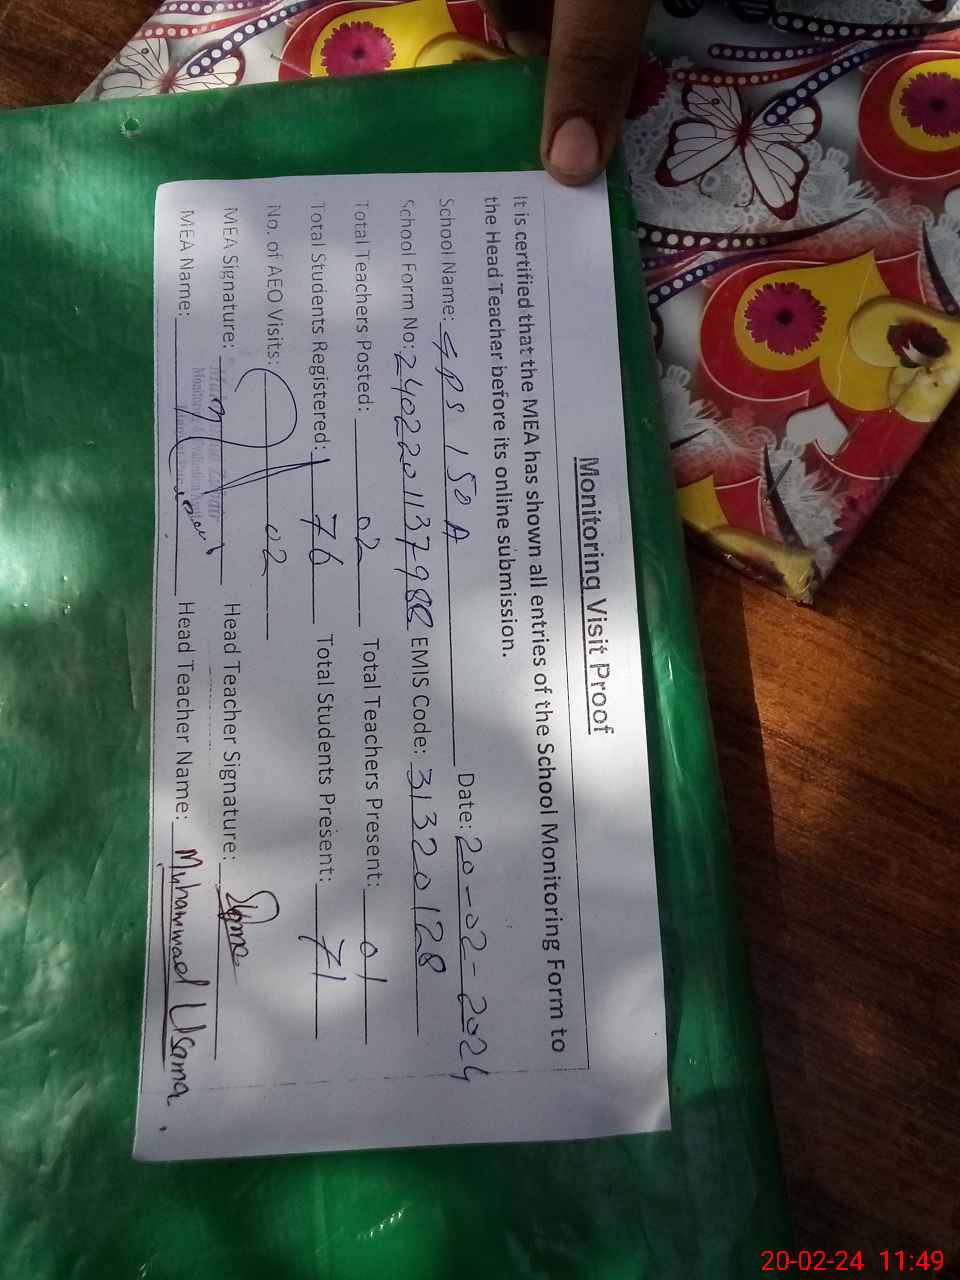 Monitoring Visit Proof
It is certified that the MEA has shown all entries of the School Monitoring Form to
the Head Teacher before its online submission.
School Name: GPS 150 A Date: 20-02-2024
School Form No: EMIS Code: 31320128
Total Teachers Posted: 02 Total Teachers Present: 01
Total Students Registered: 76 Total Students Present: 71
No. of AEO Visits: 02
MEA Signature: Head Teacher Signature:
MEA Name: Head Teacher Name: Muhammad Usama
20-02-24 11:49